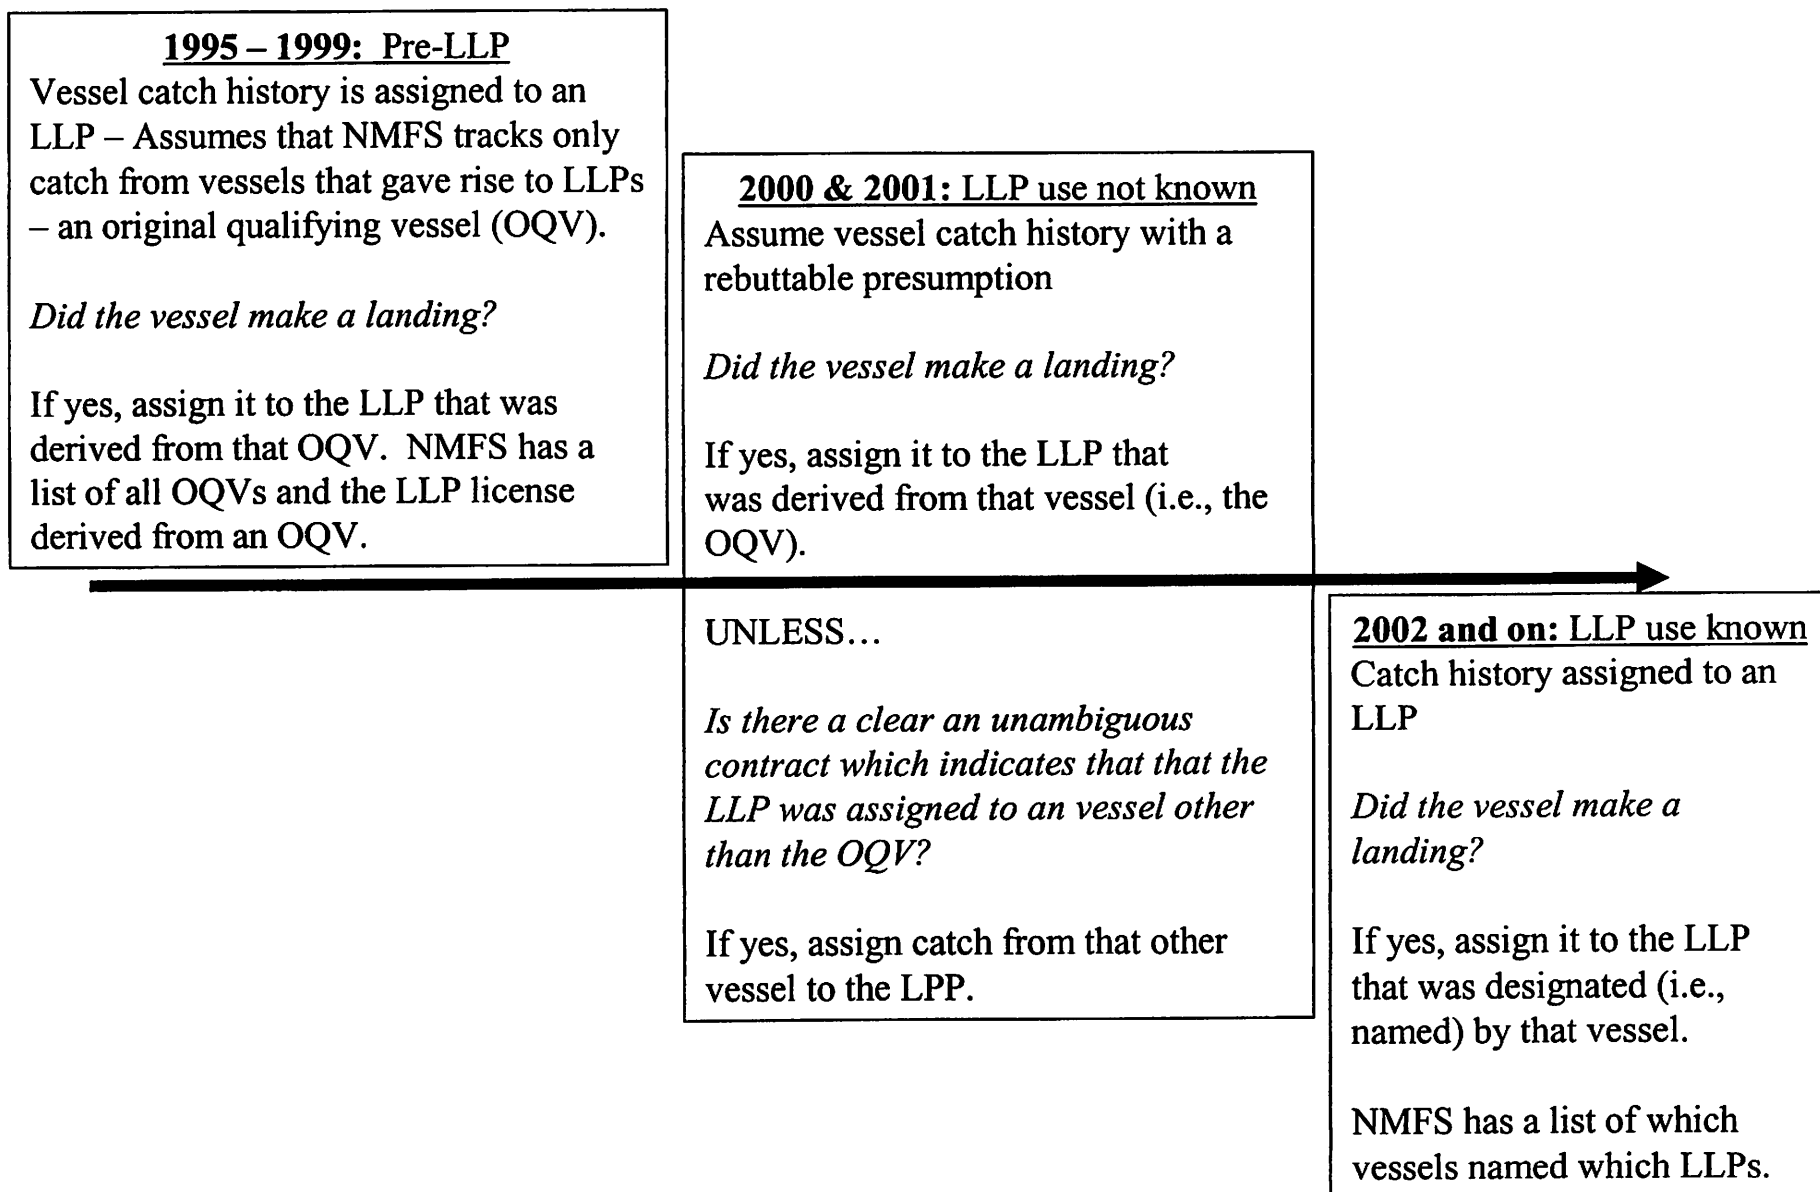 1995 – 1999: Pre-LLP
Vessel catch history is assigned to an
LLP – Assumes that NMFS tracks only
catch from vessels that gave rise to LLPs
– an original qualifying vessel (OQV).
Did the vessel make a landing?
If yes, assign it to the LLP that was
derived from that OQV.  NMFS has a
list of all OQVs and the LLP license
derived from an OQV.
2000 & 2001: LLP use not known
Assume vessel catch history with a
rebuttable presumption
Did the vessel make a landing?
If yes, assign it to the LLP that
was derived from that vessel (i.e., the
OQV).
UNLESS…
Is there a clear an unambiguous
contract which indicates that that the
LLP was assigned to an vessel other
than the OQV?
If yes, assign catch from that other
vessel to the LPP.
2002 and on: LLP use known
Catch history assigned to an
LLP
Did the vessel make a
landing?
If yes, assign it to the LLP
that was designated (i.e.,
named) by that vessel.
NMFS has a list of which
vessels named which LLPs.